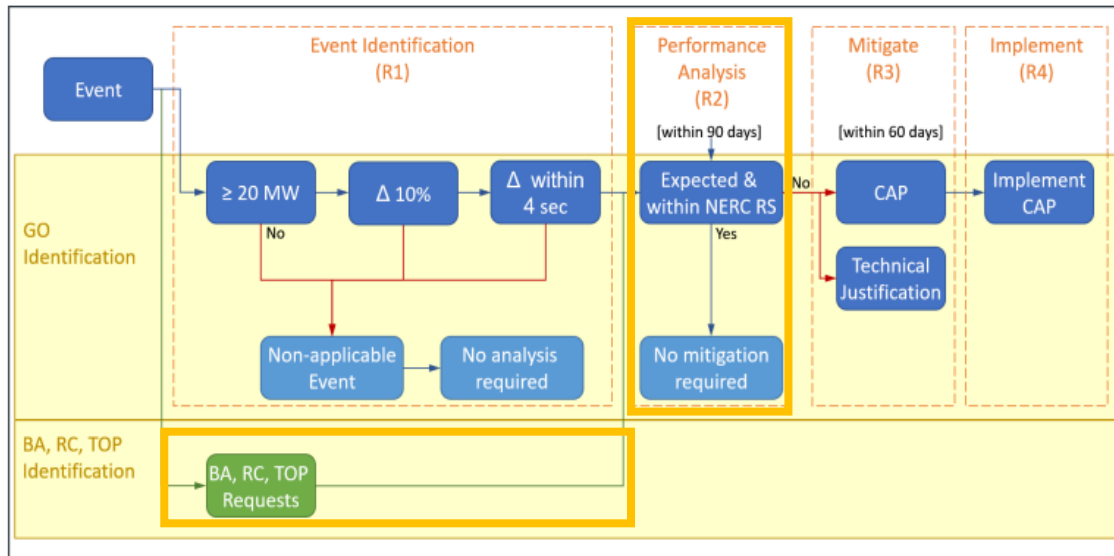 Event Identification
(R1)
Performance
Analysis
(R2)
Mitigate
(R3)
Implement
(R4)
Event
[within 90 days]
[within 60 days]
≥ 20 MW
Δ 10%
Δ within
4 sec
Expected &
within NERC RS
No
CAP
Implement
CAP
GO
Identification
No
Yes
Technical
Justification
Non-applicable
Event
No analysis
required
No mitigation
required
BA, RC, TOP
Identification
BA, RC, TOP
Requests